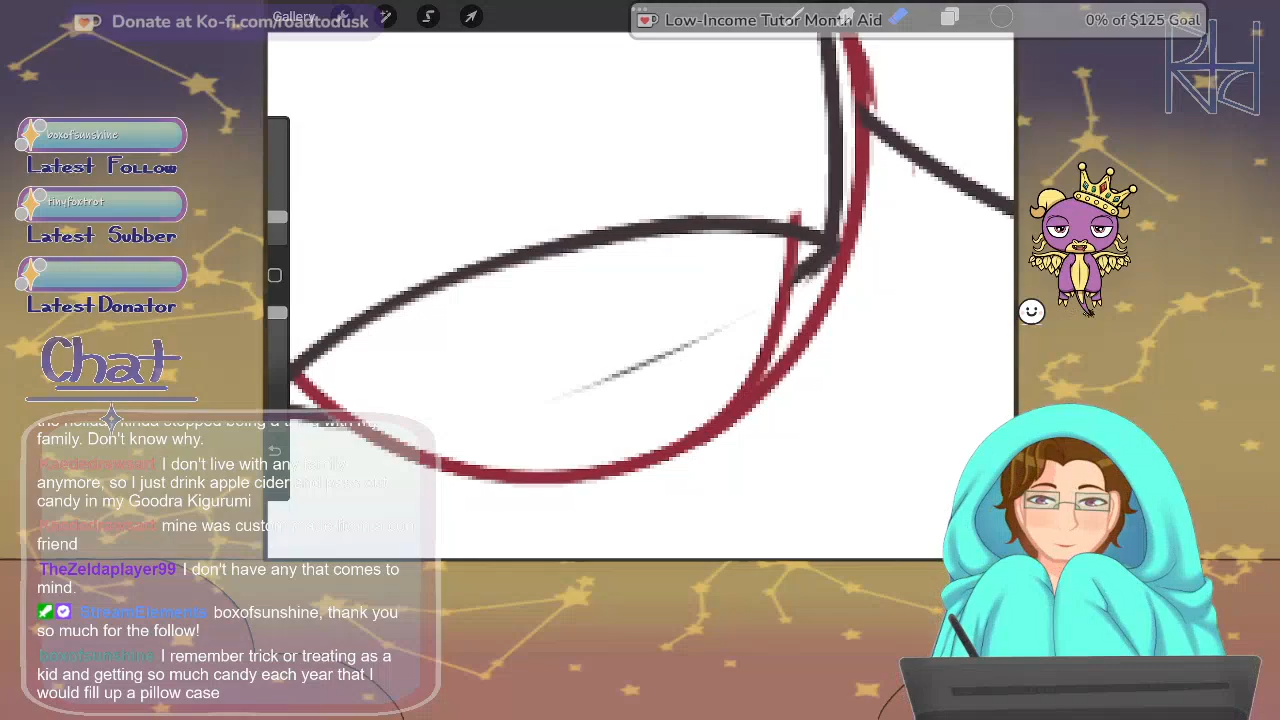 Donate at Ko-fi.com/roadtodusk
Gallery
Low-Income Tutor Month Aid
0% of $125 Goal
boxofsunshine
Latest Follow
tinyfoxtrot
Latest Subber
Latest Donator
Chat
family. Don't know why.
I don't live with
anymore, so I just drink apple cider
candy in my Goodra Kigurumi
mine was
friend
TheZeldaplayer99 I don't have any that comes to
mind.
StreamElements boxofsunshine, thank you
so much for the follow!
I remember trick or treating as a
kid and getting so much candy each year that I
would fill up a pillow case